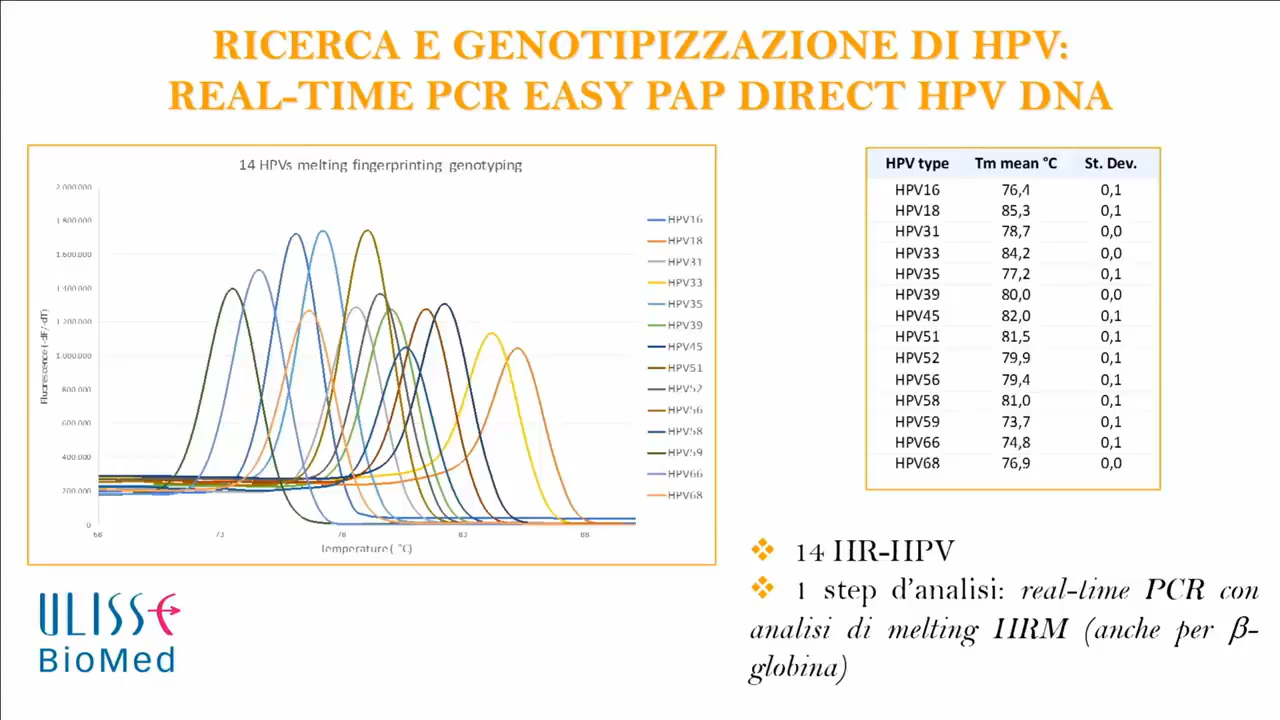 RICERCA E GENOTIPIZZAZIONE DI HPV:
REAL-TIME PCR EASY PAP DIRECT HPV DNA
14 HPVs melting fingerprinting genotyping
2.000.000
1.800.000
1.600.000
1.400.000
1.200.000
1.000.000
800.000
600.000
400.000
200.000
0
Fluorescence (-dF/-dT)
68 73 78 83 88
Temperature ( °C)
HPV16
HPV18
HPV31
HPV33
HPV35
HPV39
HPV45
HPV51
HPV52
HPV56
HPV58
HPV59
HPV66
HPV68
HPV type Tm mean °C St. Dev.
HPV16 76,4 0,1
HPV18 85,3 0,1
HPV31 78,7 0,0
HPV33 84,2 0,0
HPV35 77,2 0,1
HPV39 80,0 0,0
HPV45 82,0 0,1
HPV51 81,5 0,1
HPV52 79,9 0,1
HPV56 79,4 0,1
HPV58 81,0 0,1
HPV59 73,7 0,1
HPV66 74,8 0,1
HPV68 76,9 0,0
❖ 14 HR-HPV
❖ 1 step d'analisi: real-time PCR con
analisi di melting HRM (anche per β-
globina)
ULISSE
BioMed